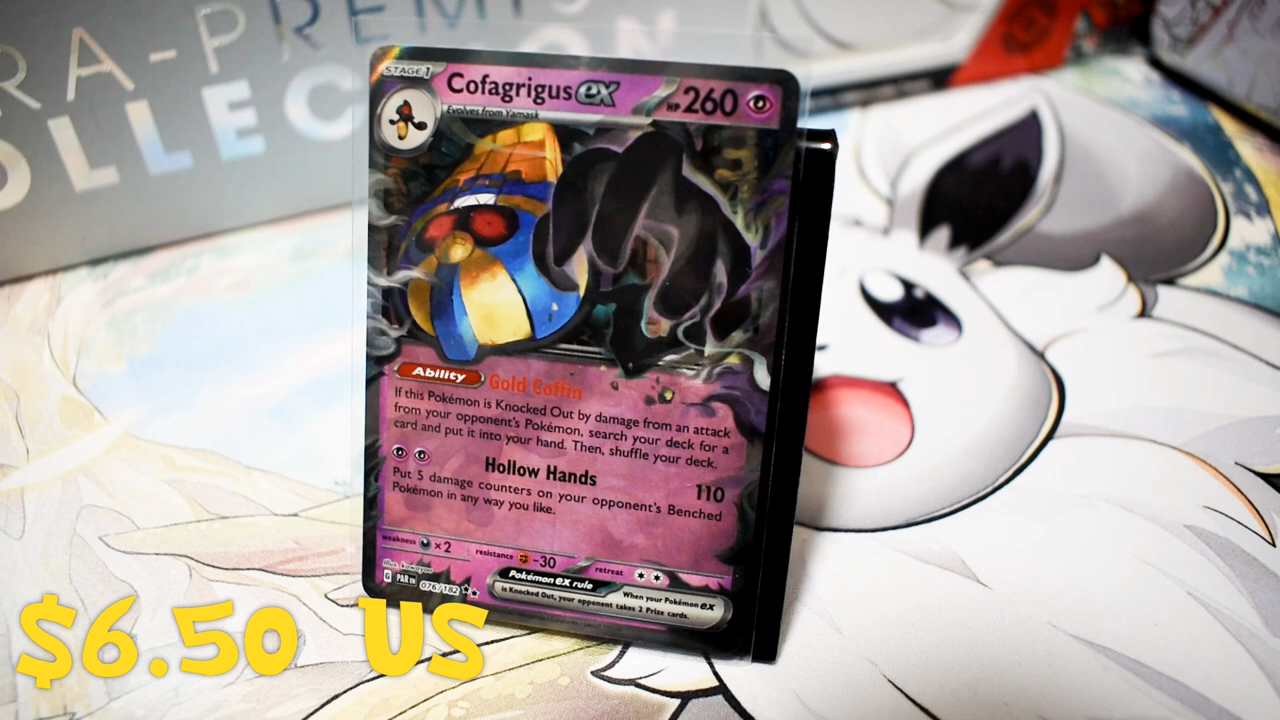 RA-PREMI
OLLECTION
STAGE 1
Cofagrigus ex
HP 260
Evolves from Yamask
Ability Gold Coffin
If this Pokémon is Knocked Out by damage from an attack
from your opponent's Pokémon, search your deck for a
card and put it into your hand. Then, shuffle your deck.
Hollow Hands 110
Put 5 damage counters on your opponent's Benched
Pokémon in any way you like.
weakness ×2 resistance -30 retreat
Illus. kawayoo
G PAR EN 076/182
Pokémon ex rule
When your Pokémon ex
is Knocked Out, your opponent takes 2 Prize cards.
$6.50 US